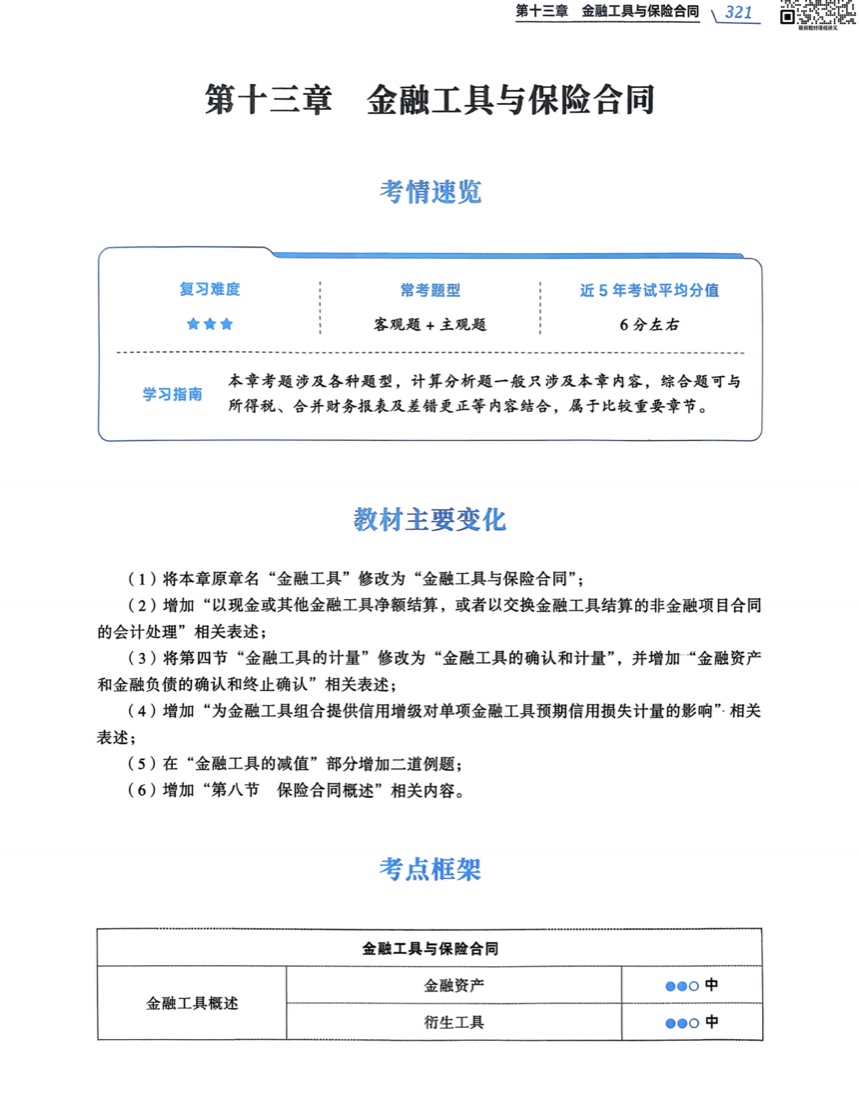 第十三章　金融工具与保险合同 321
第十三章　金融工具与保险合同
考情速览
复习难度
常考题型
近5年考试平均分值
★★★
客观题+主观题
6分左右
学习指南
本章考题涉及各种题型，计算分析题一般只涉及本章内容，综合题可与
所得税、合并财务报表及差错更正等内容结合，属于比较重要章节。
教材主要变化
（1）将本章原章名“金融工具”修改为“金融工具与保险合同”；
（2）增加“以现金或其他金融工具净额结算，或者以交换金融工具结算的非金融项目合同
的会计处理”相关表述；
（3）将第四节“金融工具的计量”修改为“金融工具的确认和计量”，并增加“金融资产
和金融负债的确认和终止确认”相关表述；
（4）增加“为金融工具组合提供信用增级对单项金融工具预期信用损失计量的影响”相关
表述；
（5）在“金融工具的减值”部分增加二道例题；
（6）增加“第八节　保险合同概述”相关内容。
考点框架
金融工具与保险合同
金融工具概述
金融资产
●●○ 中
衍生工具
●●○ 中